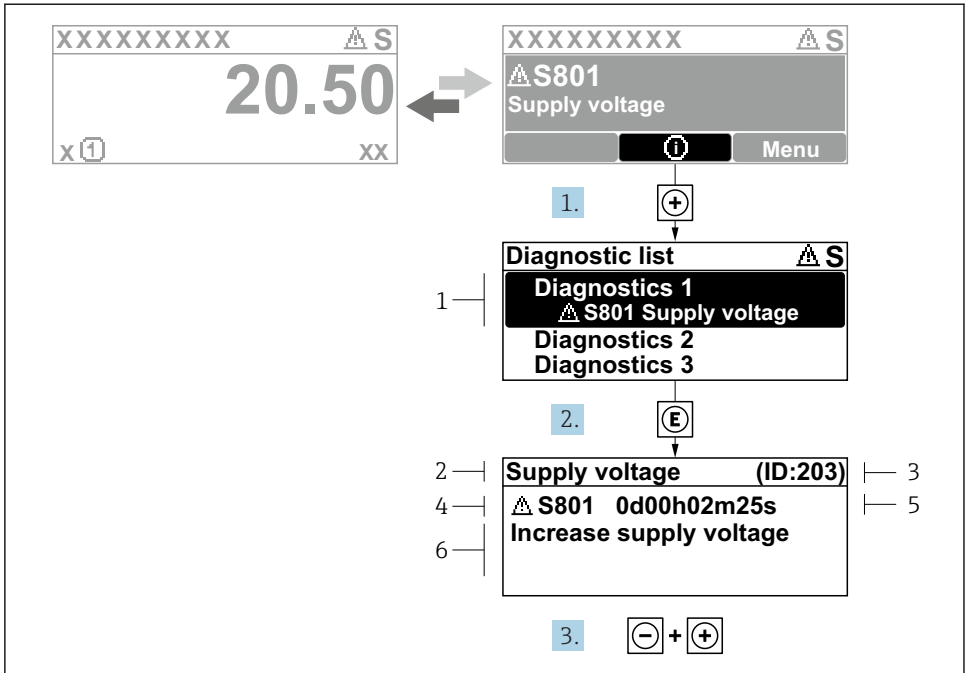 XXXXXXXXX ⚠ S
20.50
X 1 XX
XXXXXXXXX ⚠ S
⚠ S801
Supply voltage
i Menu
1. +
Diagnostic list ⚠ S
1
Diagnostics 1
⚠ S801 Supply voltage
Diagnostics 2
Diagnostics 3
2. E
2 Supply voltage (ID:203) 3
4 ⚠ S801 0d00h02m25s 5
6 Increase supply voltage
3. - + +